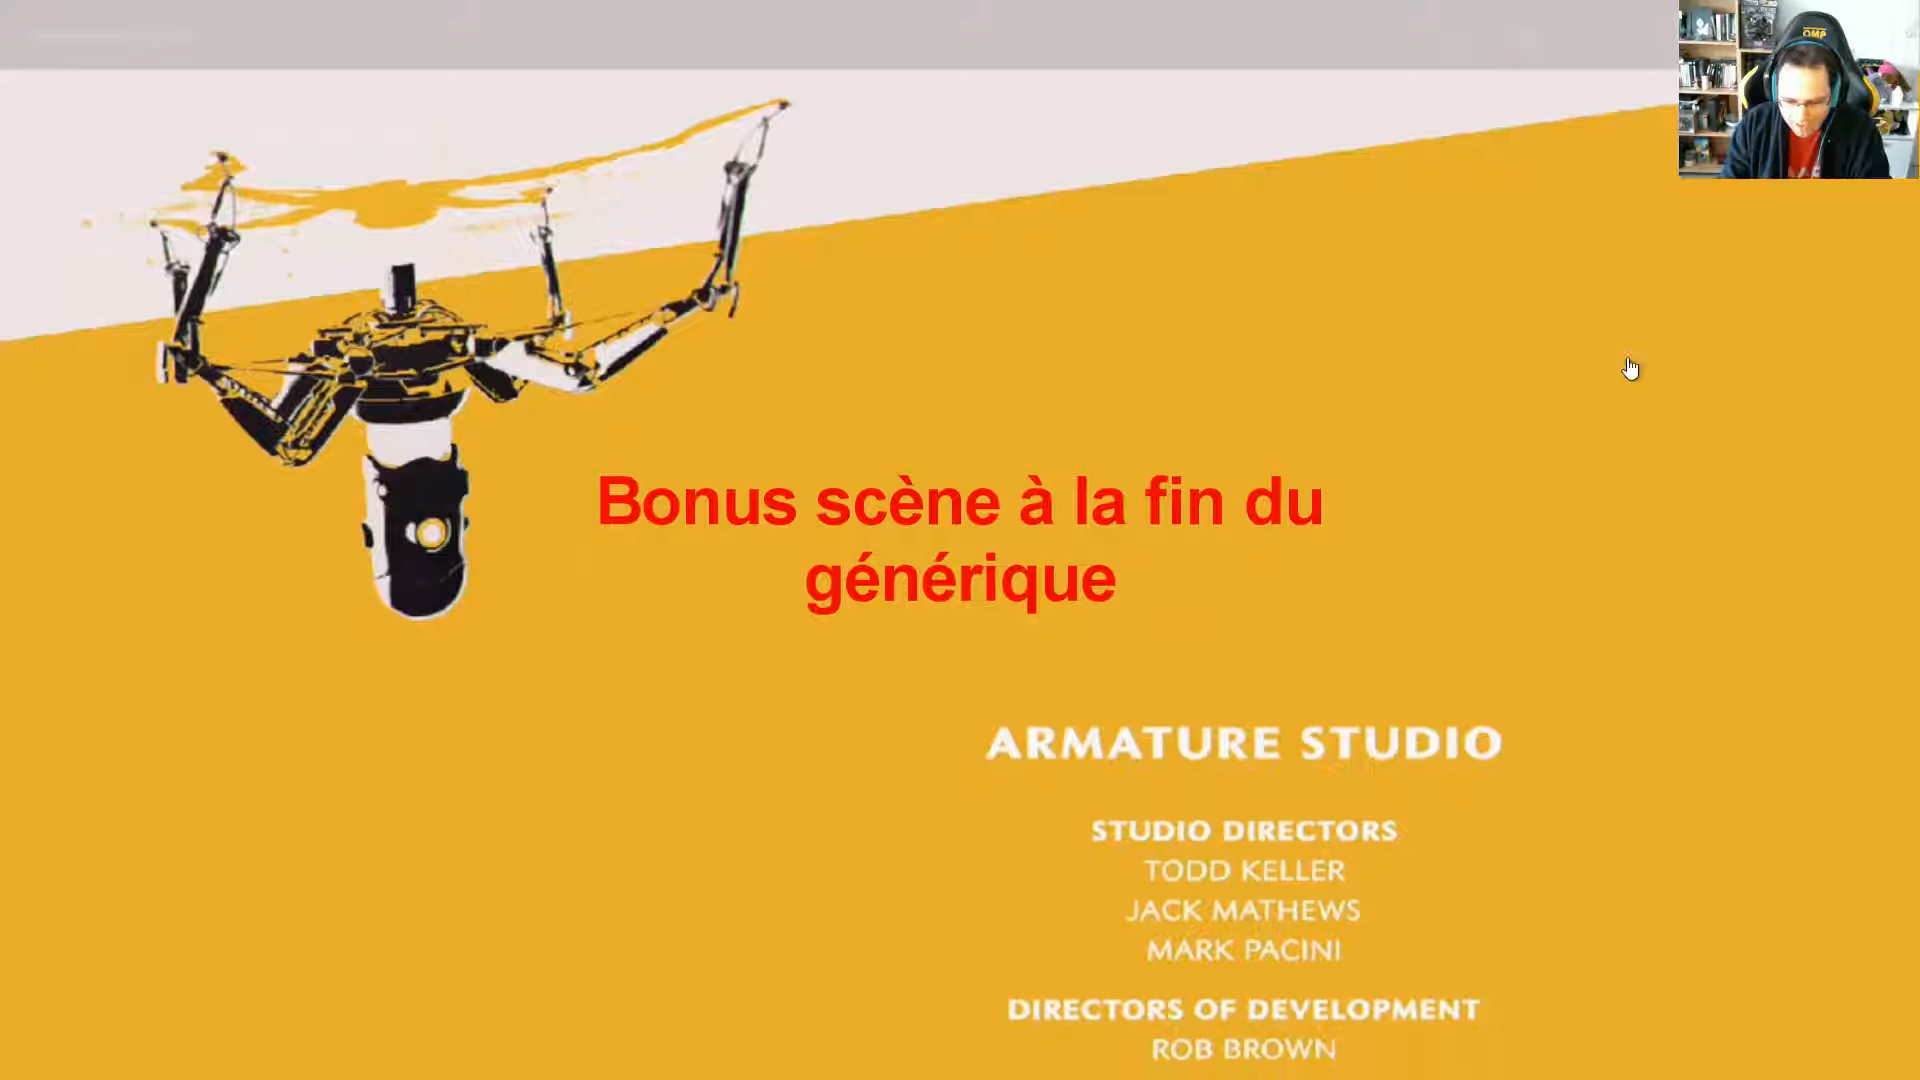 OMP
Bonus scène à la fin du
générique
ARMATURE STUDIO
STUDIO DIRECTORS
TODD KELLER
JACK MATHEWS
MARK PACINI
DIRECTORS OF DEVELOPMENT
ROB BROWN